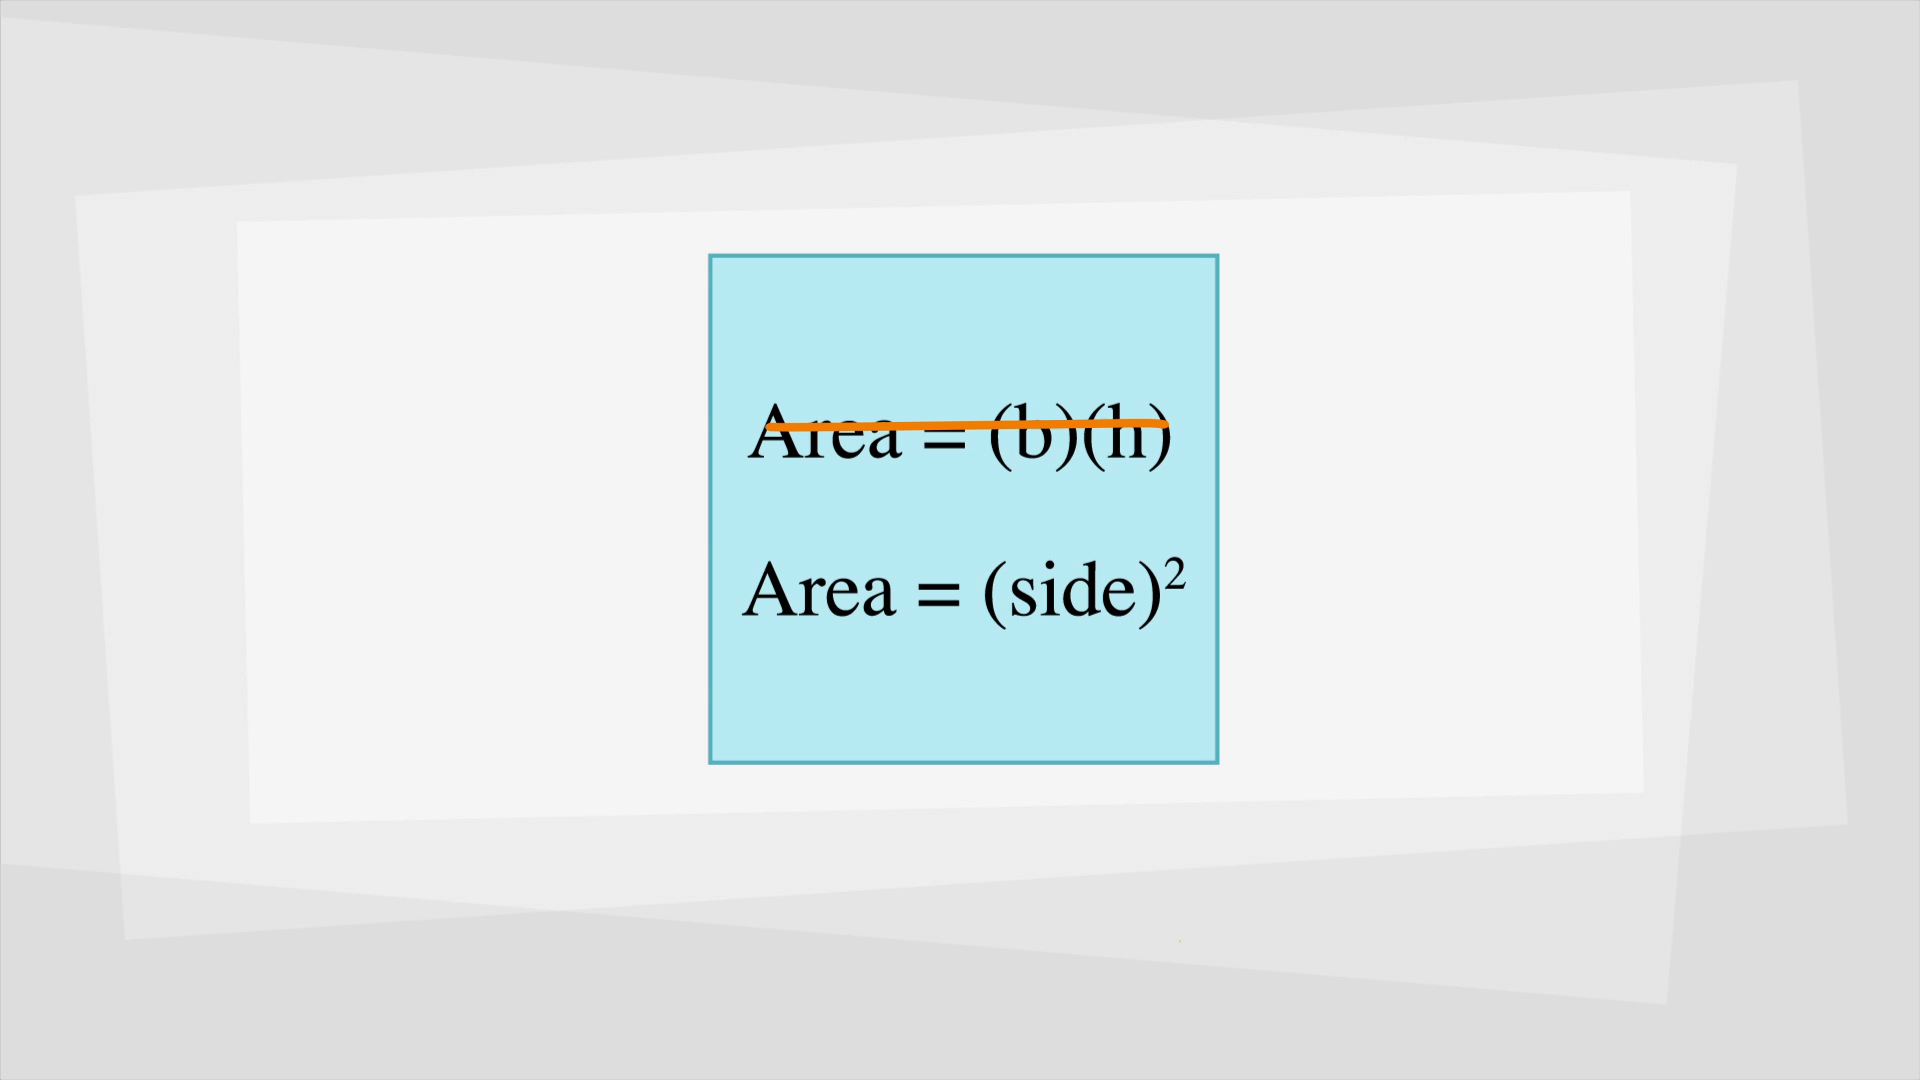 Area = (b)(h)
Area = (side)²